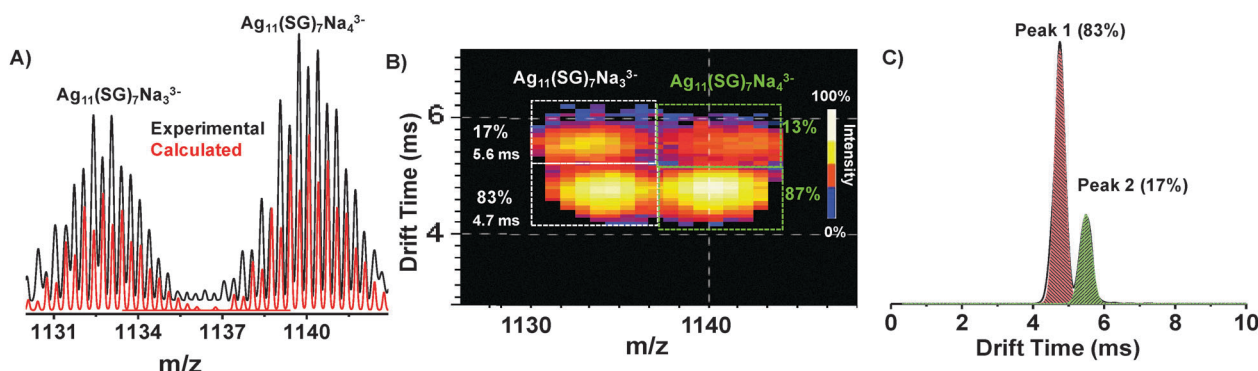 A)
Ag₁₁(SG)₇Na₄³⁻
Ag₁₁(SG)₇Na₃³⁻
Experimental
Calculated
1131 1134 1137 1140
m/z
B)
Ag₁₁(SG)₇Na₃³⁻ Ag₁₁(SG)₇Na₄³⁻
Drift Time (ms)
6
4
17%
5.6 ms
83%
4.7 ms
13%
87%
100%
Intensity
0%
1130 1140
m/z
C)
Peak 1 (83%)
Peak 2 (17%)
0 2 4 6 8 10
Drift Time (ms)